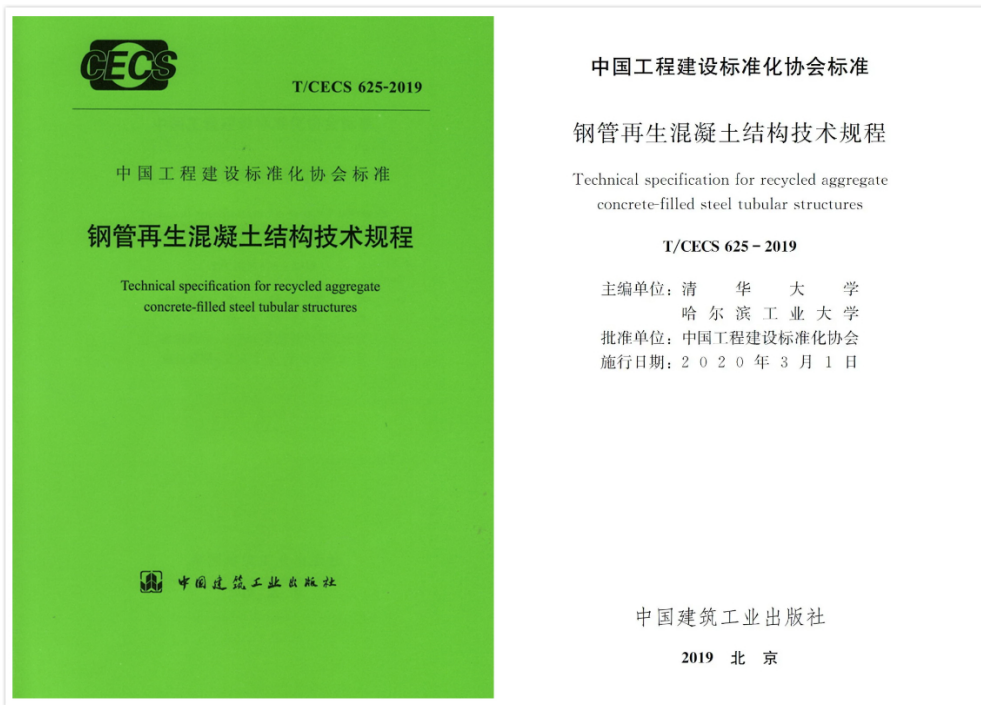 CECS
T/CECS 625-2019
中国工程建设标准化协会标准
钢管再生混凝土结构技术规程
Technical specification for recycled aggregate
concrete-filled steel tubular structures
中国建筑工业出版社
中国工程建设标准化协会标准
钢管再生混凝土结构技术规程
Technical specification for recycled aggregate
concrete-filled steel tubular structures
T/CECS 625－2019
主编单位：清华大学
哈尔滨工业大学
批准单位：中国工程建设标准化协会
施行日期：2020年3月1日
中国建筑工业出版社
2019 北 京